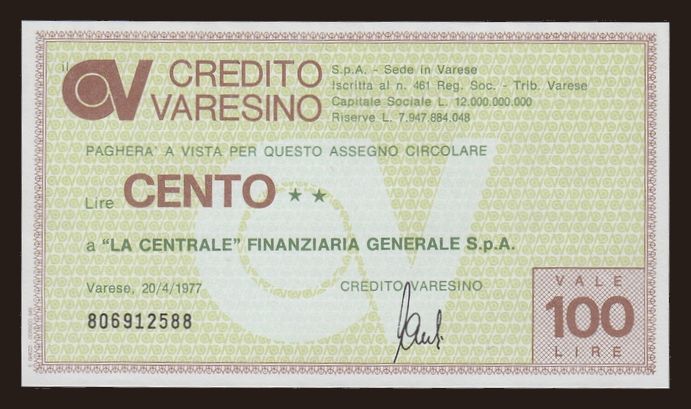 il CREDITO
VARESINO
S.p.A. - Sede in Varese
Iscritta al n. 461 Reg. Soc. - Trib. Varese
Capitale Sociale L. 12.000.000.000
Riserve L. 7.947.884.048
PAGHERA' A VISTA PER QUESTO ASSEGNO CIRCOLARE
Lire CENTO ★ ★
a "LA CENTRALE" FINANZIARIA GENERALE S.p.A.
Varese, 20/4/1977
CREDITO VARESINO
806912588
VALE
100
LIRE